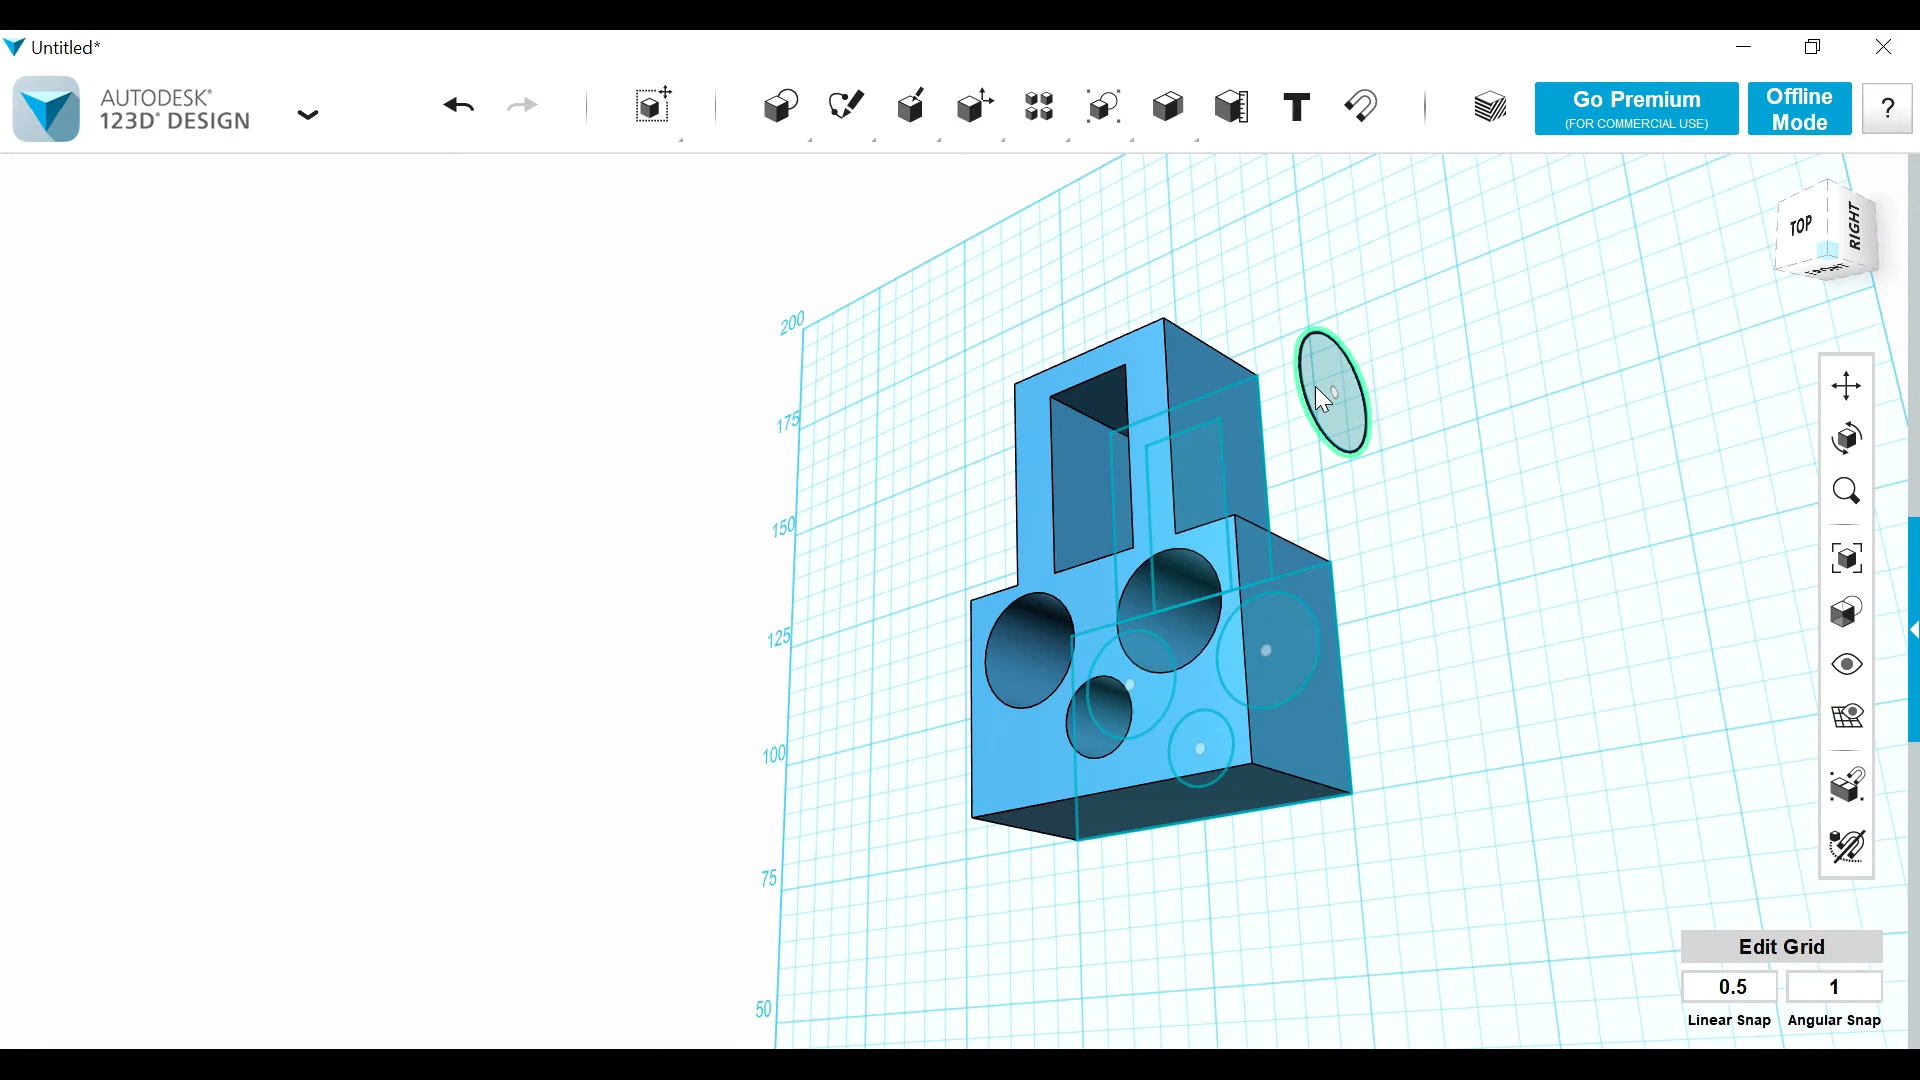 Untitled*
AUTODESK®
123D® DESIGN
T
Go Premium
(FOR COMMERCIAL USE)
Offline
Mode
?
TOP
RIGHT
FRONT
200
175
150
125
100
75
50
Edit Grid
0.5
1
Linear Snap
Angular Snap